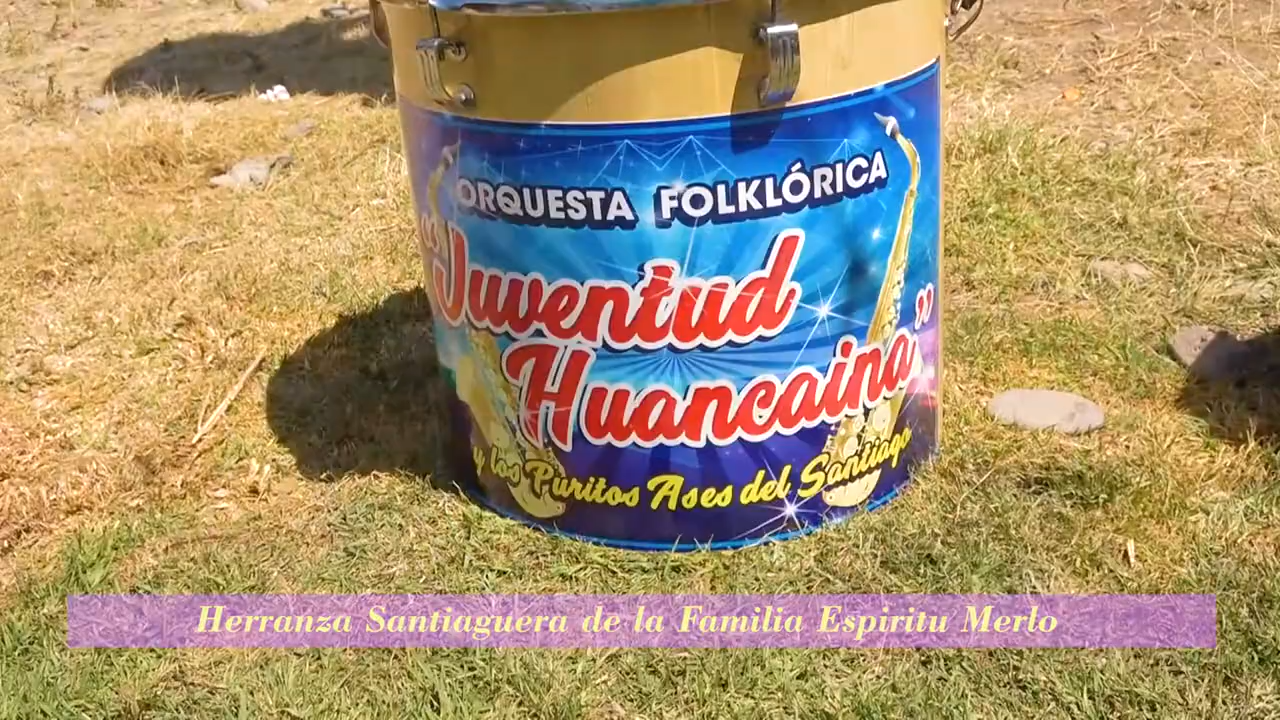 ORQUESTA FOLKLÓRICA
"Juventud
Huancaina"
y los Puritos Ases del Santiago
Herranza Santiaguera de la Familia Espiritu Merlo